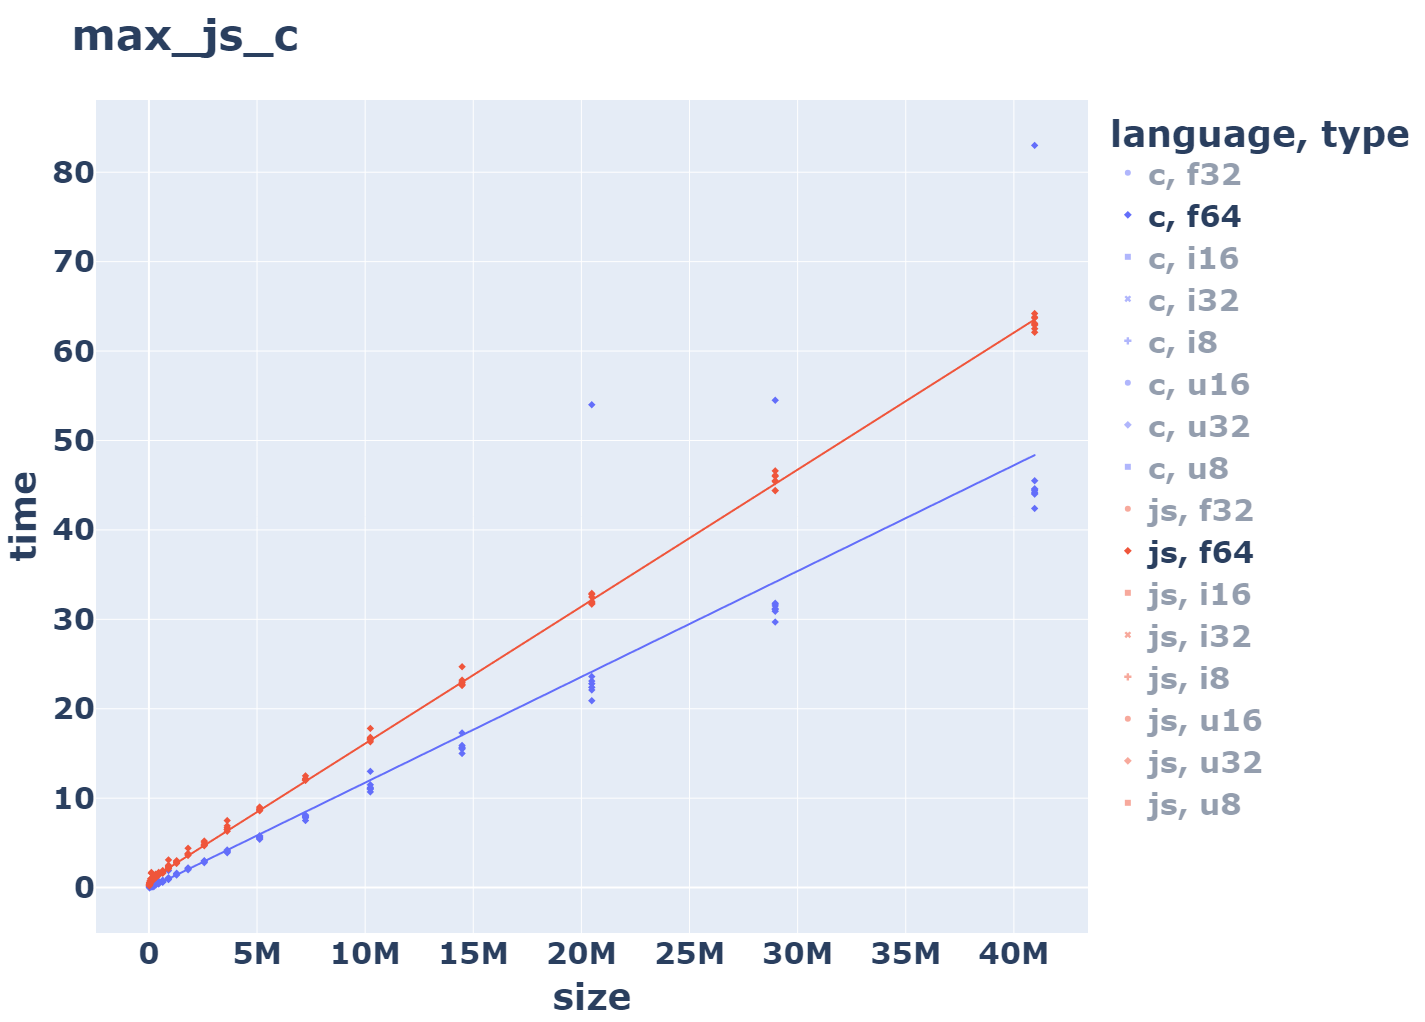 max_js_c
80
70
60
50
40
30
20
10
0
time
0 5M 10M 15M 20M 25M 30M 35M 40M
size
language, type
c, f32
c, f64
c, i16
c, i32
c, i8
c, u16
c, u32
c, u8
js, f32
js, f64
js, i16
js, i32
js, i8
js, u16
js, u32
js, u8